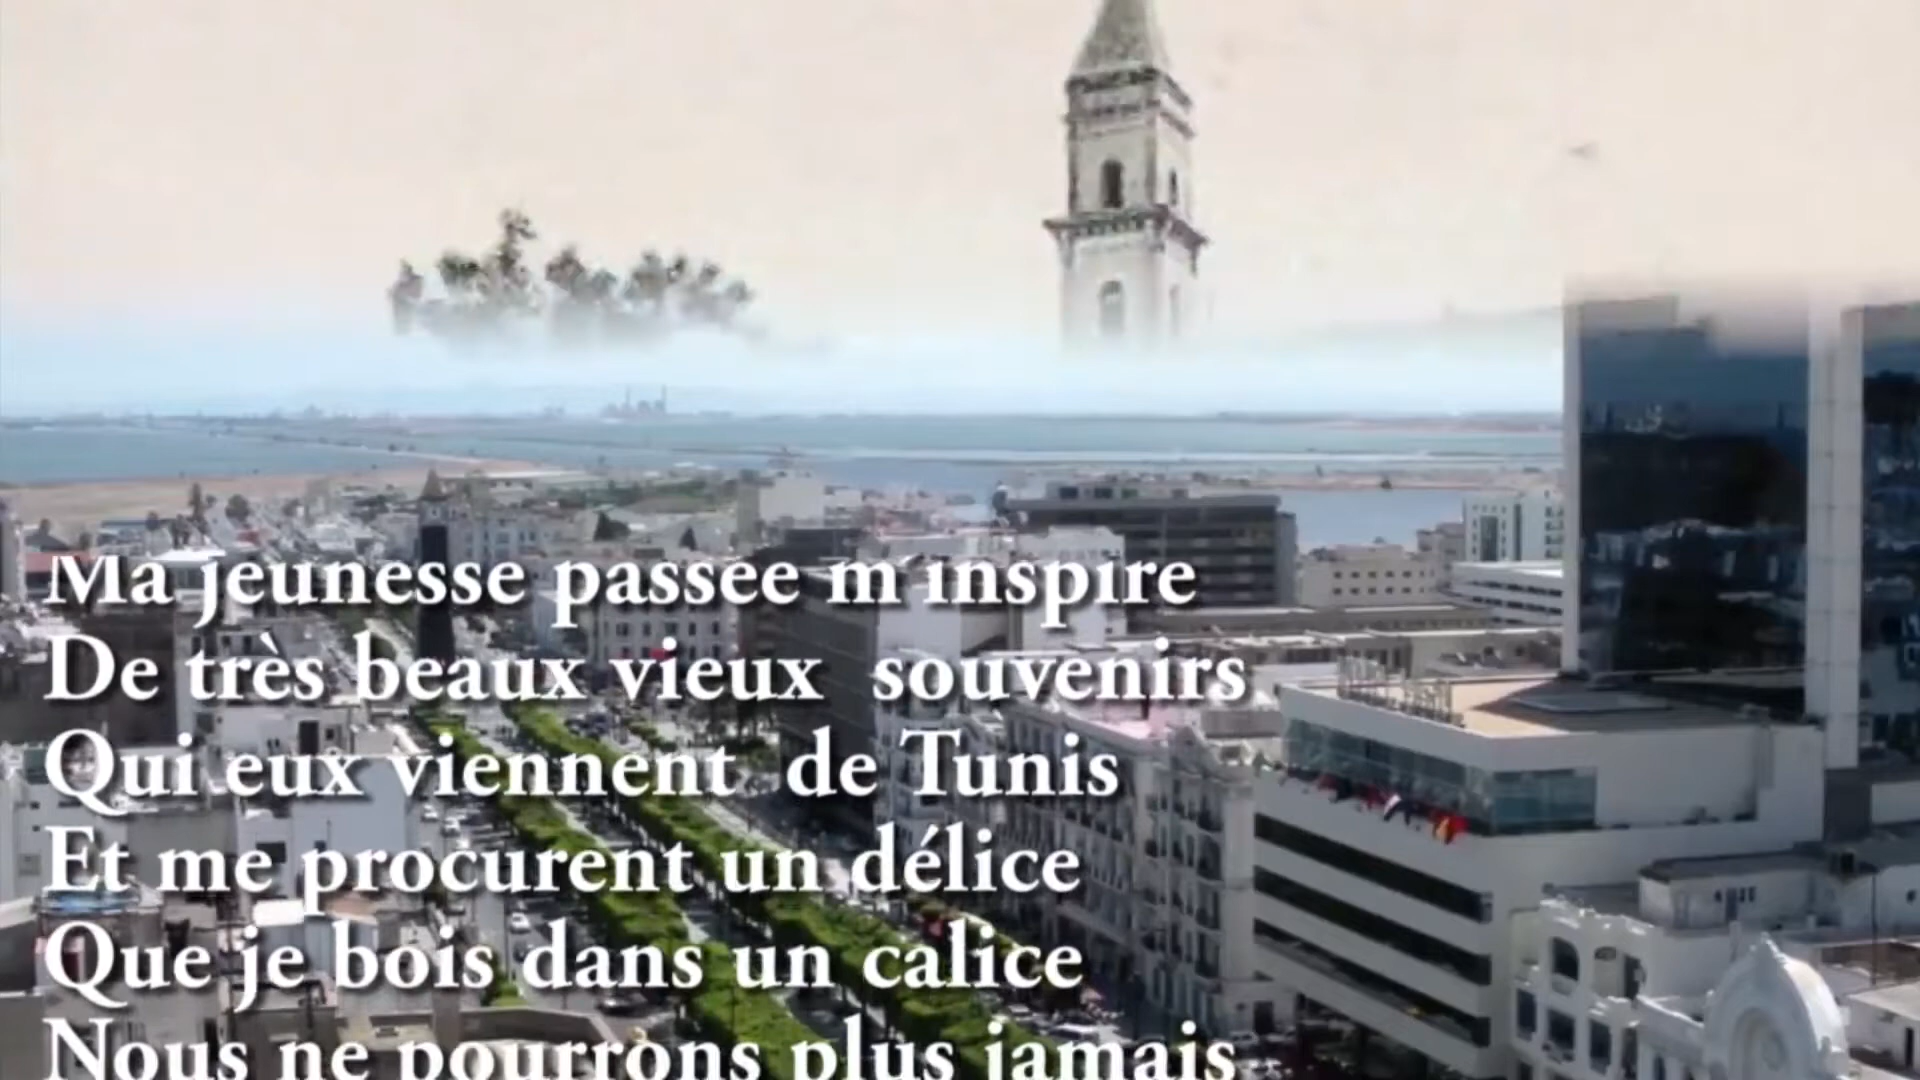 Ma jeunesse passée m'inspire
De très beaux vieux souvenirs
Qui eux viennent de Tunis
Et me procurent un délice
Que je bois dans un calice
Nous ne pourrons plus jamais